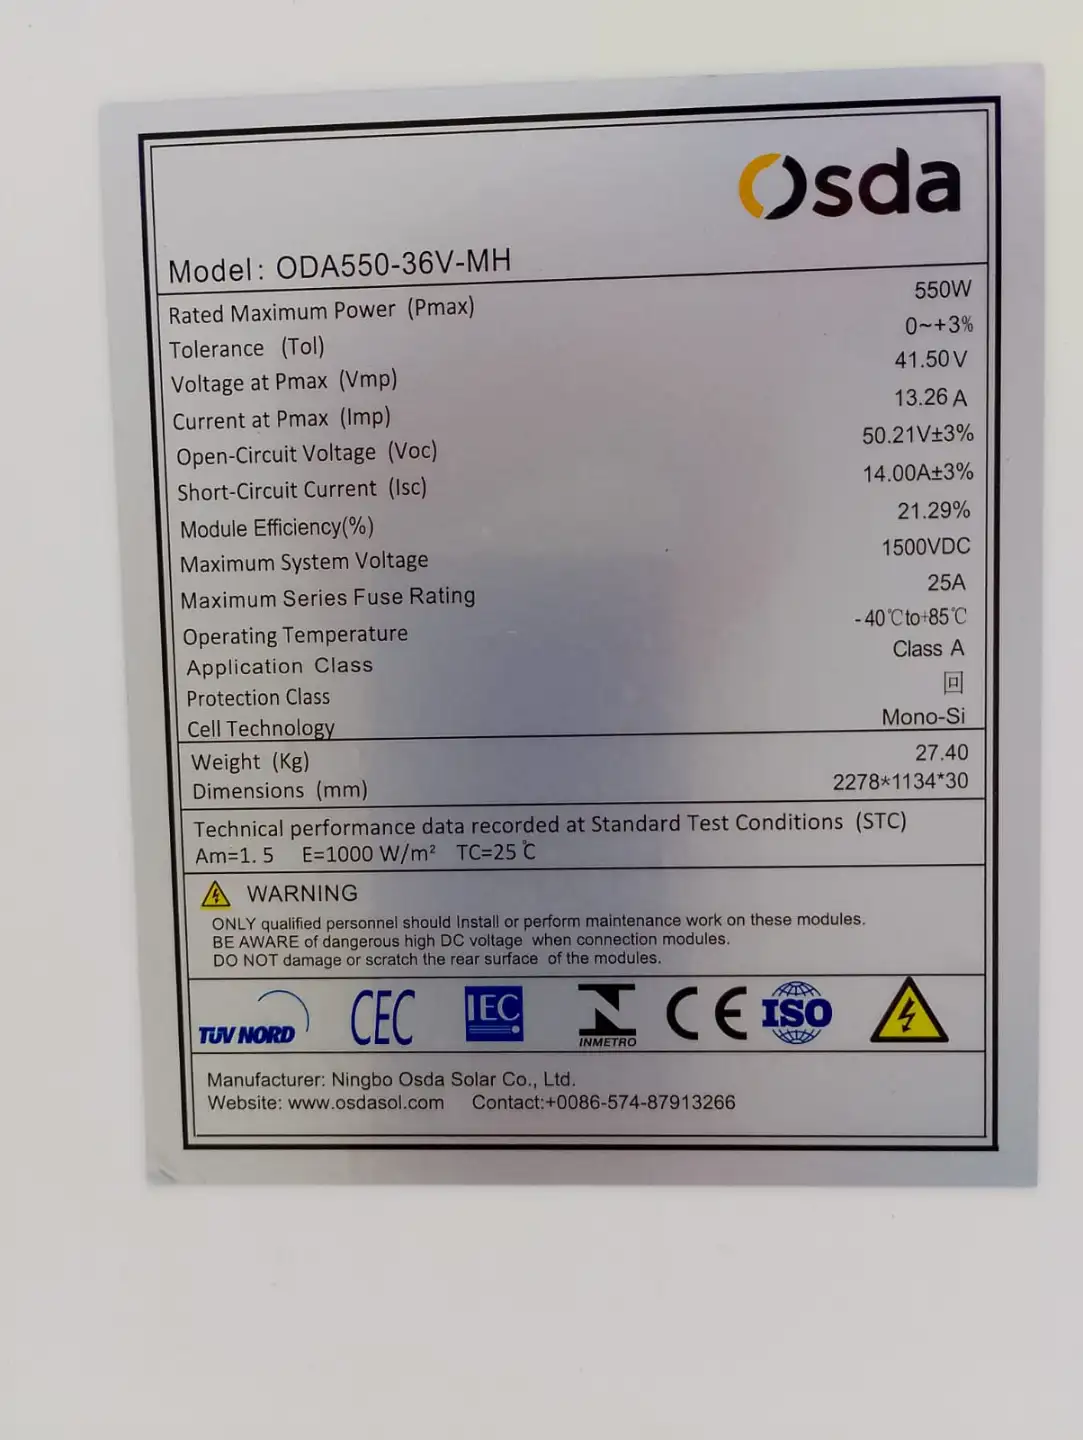 Osda
Model: ODA550-36V-MH
Rated Maximum Power (Pmax) 550W
Tolerance (Tol) 0~+3%
Voltage at Pmax (Vmp) 41.50V
Current at Pmax (Imp) 13.26 A
Open-Circuit Voltage (Voc) 50.21V±3%
Short-Circuit Current (Isc) 14.00A±3%
Module Efficiency(%) 21.29%
Maximum System Voltage 1500VDC
Maximum Series Fuse Rating 25A
Operating Temperature -40℃to+85℃
Application Class Class A
Protection Class
Cell Technology Mono-Si
Weight (Kg) 27.40
Dimensions (mm) 2278*1134*30
Technical performance data recorded at Standard Test Conditions (STC)
Am=1.5 E=1000 W/m² TC=25℃
WARNING
ONLY qualified personnel should Install or perform maintenance work on these modules.
BE AWARE of dangerous high DC voltage when connection modules.
DO NOT damage or scratch the rear surface of the modules.
TÜV NORD CEC IEC INMETRO CE ISO
Manufacturer: Ningbo Osda Solar Co., Ltd.
Website: www.osdasol.com Contact:+0086-574-87913266